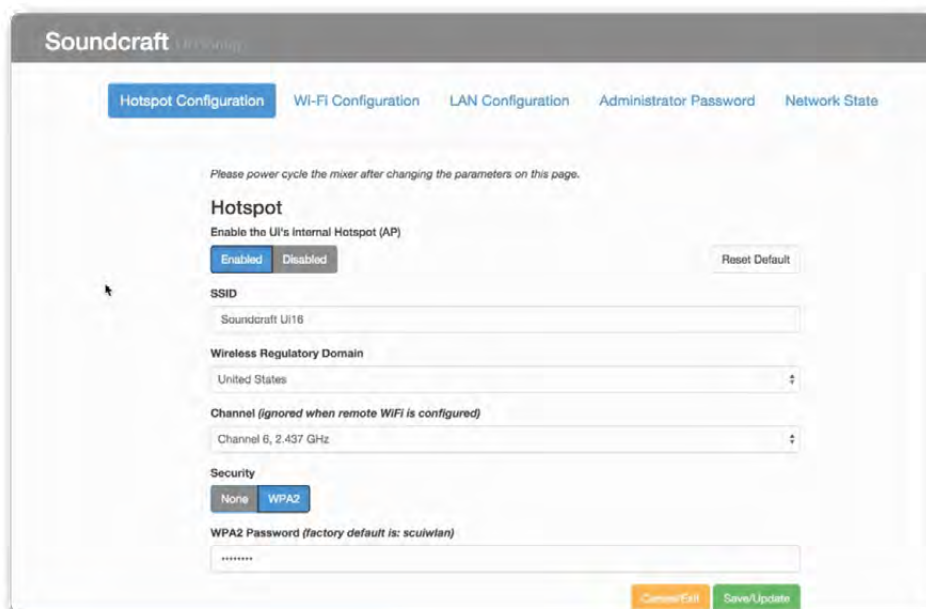 Soundcraft
Hotspot Configuration Wi-Fi Configuration LAN Configuration Administrator Password Network State
Please power cycle the mixer after changing the parameters on this page.
Hotspot
Enable the Ui's internal Hotspot (AP)
Enabled Disabled Reset Default
SSID
Soundcraft Ui16
Wireless Regulatory Domain
United States
Channel (ignored when remote WiFi is configured)
Channel 6, 2.437 GHz
Security
None WPA2
WPA2 Password (factory default is: scuiwlan)
••••••••
Cancel/Exit Save/Update